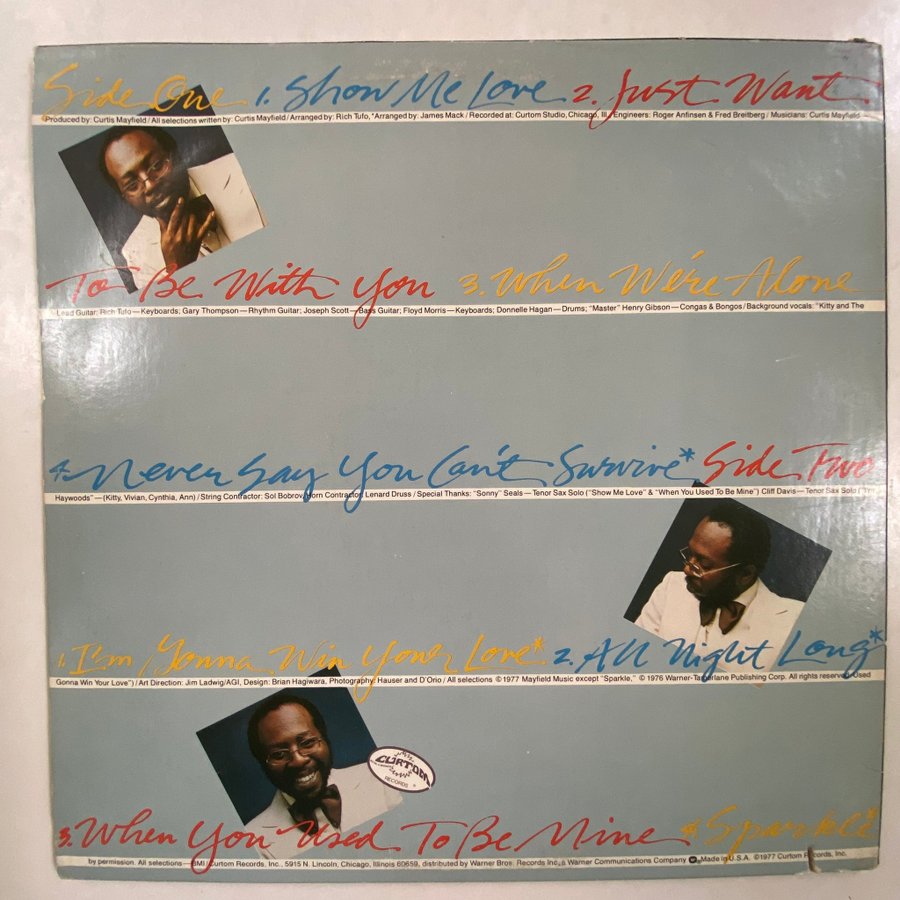 Side One 1. Show Me Love 2. Just Want
Produced by: Curtis Mayfield / All selections written by: Curtis Mayfield / Arranged by: Rich Tufo, *Arranged by: James Mack / Recorded at: Curtom Studio, Chicago, Ill. / Engineers: Roger Anfinsen & Fred Breitberg / Musicians: Curtis Mayfield—
To Be With You 3. When We're Alone
Lead Guitar; Rich Tufo—Keyboards; Gary Thompson—Rhythm Guitar; Joseph Scott—Bass Guitar; Floyd Morris—Keyboards; Donnelle Hagan—Drums; "Master" Henry Gibson—Congas & Bongos / Background vocals: "Kitty and The
4. Never Say You Can't Survive* Side Two
Haywoods"—(Kitty, Vivian, Cynthia, Ann) / String Contractor: Sol Bobrov, Horn Contractor: Lenard Druss / Special Thanks: "Sonny" Seals—Tenor Sax Solo ("Show Me Love" & "When You Used To Be Mine") Cliff Davis—Tenor Sax Solo ("I'm
1. I'm Gonna Win Your Love* 2. All Night Long*
Gonna Win Your Love") / Art Direction: Jim Ladwig/AGI, Design: Brian Hagiwara, Photography: Hauser and D'Orio / All selections © 1977 Mayfield Music except "Sparkle," © 1976 Warner-Tamerlane Publishing Corp. All rights reserved. Used
CURTOM
RECORDS
3. When You Used To Be Mine 4. Sparkle*
by permission. All selections—BMI / Curtom Records, Inc., 5915 N. Lincoln, Chicago, Illinois 60659, distributed by Warner Bros. Records Inc., a Warner Communications Company Made in U.S.A. © 1977 Curtom Records, Inc.